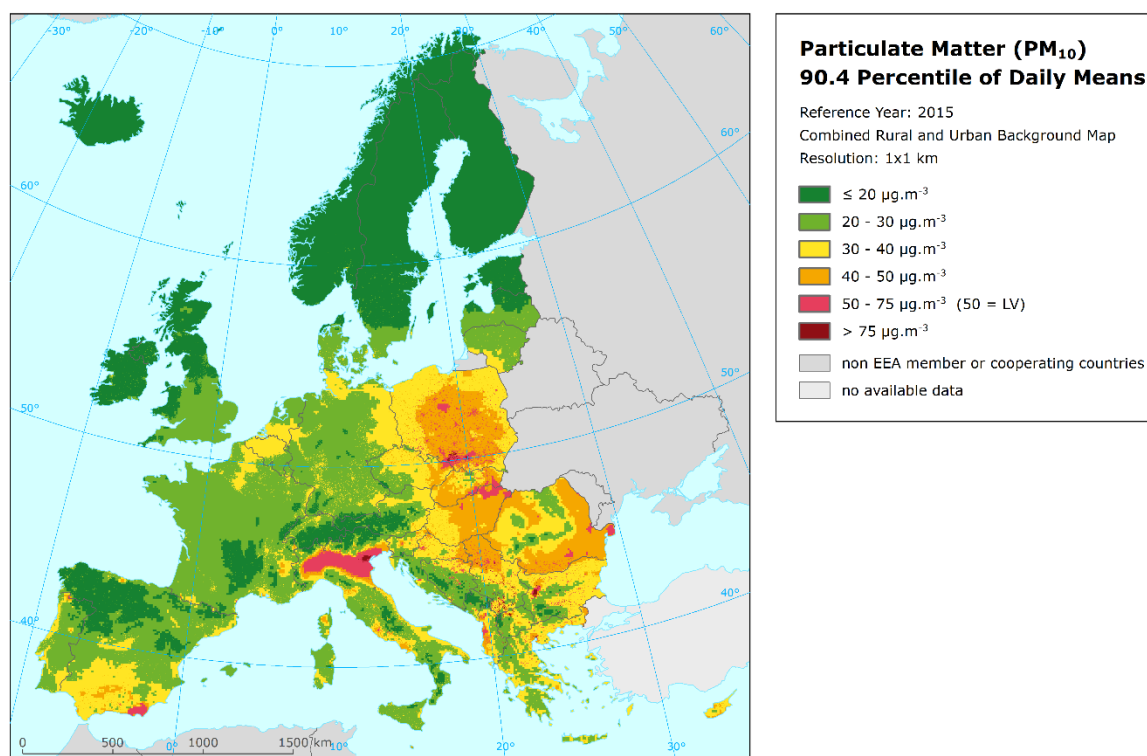 -30° -20° -10° 0° 10° 20° 30° 40° 50° 60°
60°
60°
50°
50°
50°
40°
40°
40°
0 500 1000 1500 km
0° 10° 20° 30°
Particulate Matter (PM₁₀)
90.4 Percentile of Daily Means
Reference Year: 2015
Combined Rural and Urban Background Map
Resolution: 1x1 km
≤ 20 µg.m⁻³
20 - 30 µg.m⁻³
30 - 40 µg.m⁻³
40 - 50 µg.m⁻³
50 - 75 µg.m⁻³ (50 = LV)
> 75 µg.m⁻³
non EEA member or cooperating countries
no available data